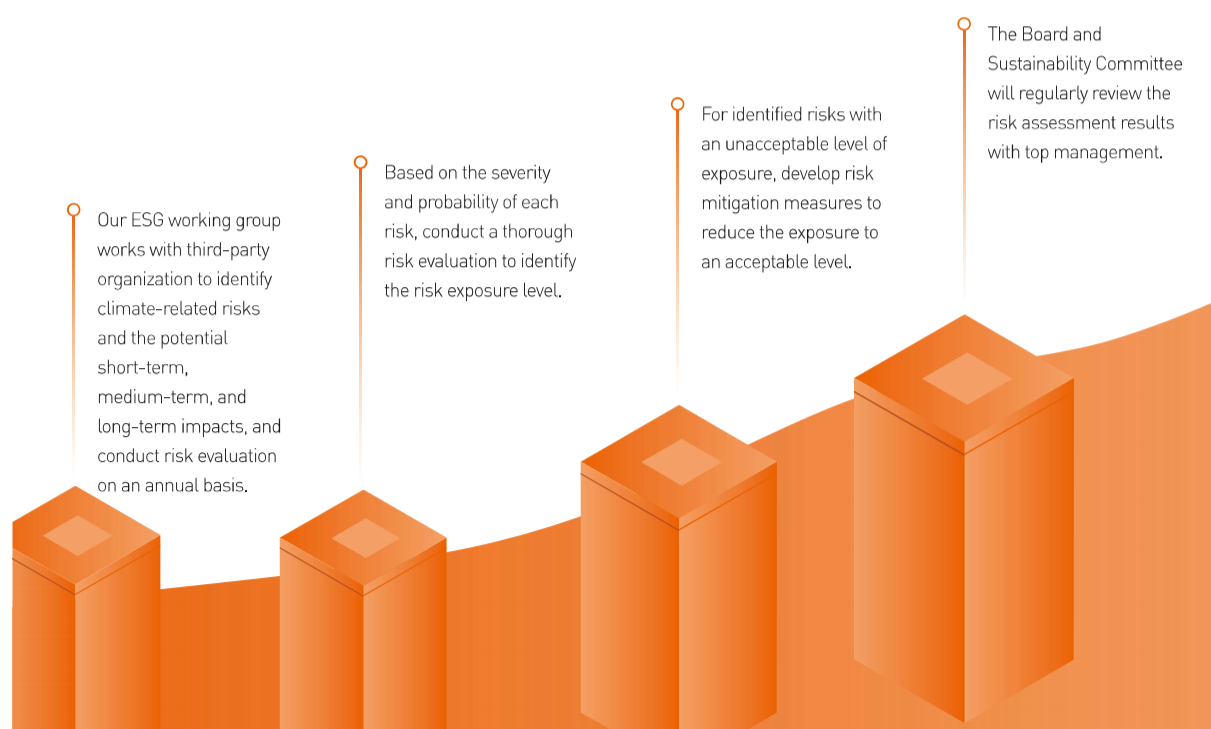 Our ESG working group
works with third-party
organization to identify
climate-related risks
and the potential
short-term,
medium-term, and
long-term impacts, and
conduct risk evaluation
on an annual basis.
Based on the severity
and probability of each
risk, conduct a thorough
risk evaluation to identify
the risk exposure level.
For identified risks with
an unacceptable level of
exposure, develop risk
mitigation measures to
reduce the exposure to
an acceptable level.
The Board and
Sustainability Committee
will regularly review the
risk assessment results
with top management.